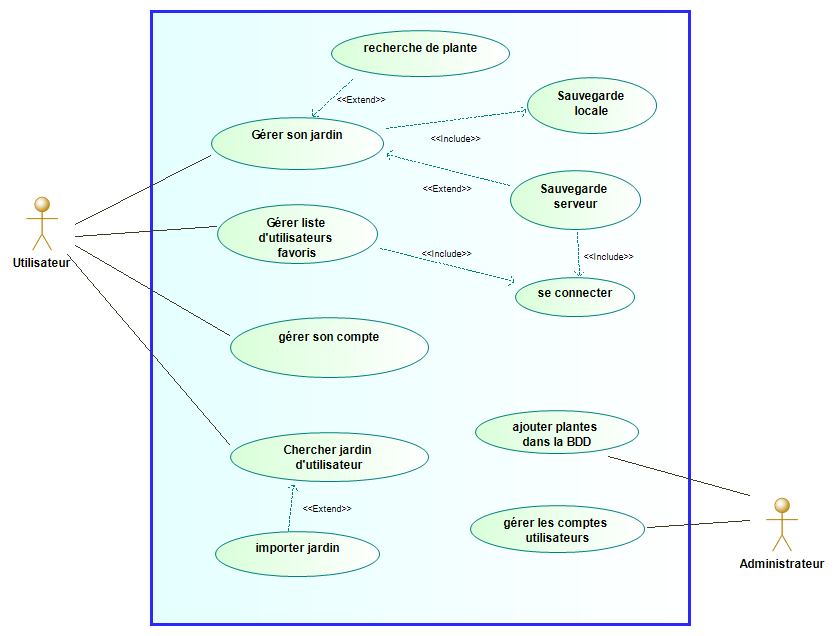 recherche de plante
<<Extend>>
Sauvegarde
locale
Gérer son jardin
<<Include>>
<<Extend>>
Sauvegarde
serveur
Gérer liste
d'utilisateurs
favoris
<<Include>>
<<Include>>
Utilisateur
se connecter
gérer son compte
ajouter plantes
dans la BDD
Chercher jardin
d'utilisateur
<<Extend>>
gérer les comptes
utilisateurs
importer jardin
Administrateur